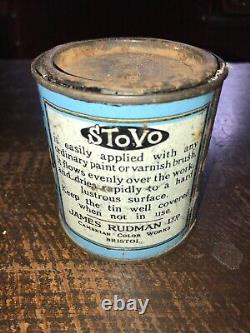 STOVO
easily applied with any
ordinary paint or varnish brush,
it flows evenly over the work,
and dries rapidly to a hard
lustrous surface.
Keep the tin well covered
when not in use.
JAMES RUDMAN LTD.
CAMBRIAN COLOR WORKS
BRISTOL.